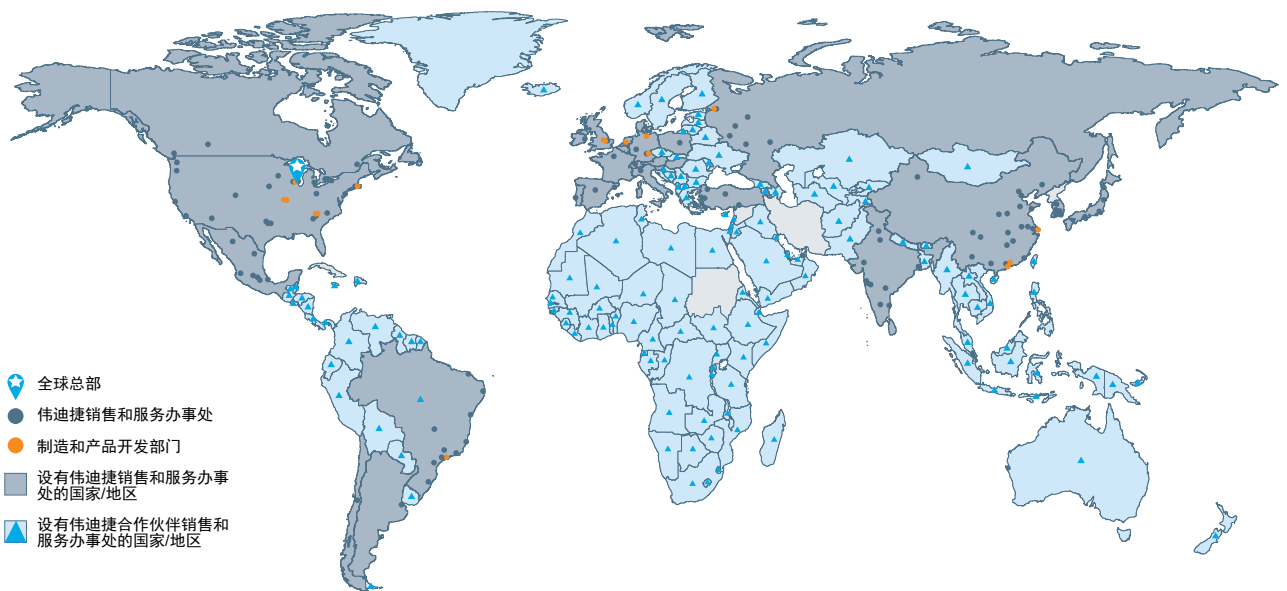 全球总部
伟迪捷销售和服务办事处
制造和产品开发部门
设有伟迪捷销售和服务办事
处的国家/地区
设有伟迪捷合作伙伴销售和
服务办事处的国家/地区